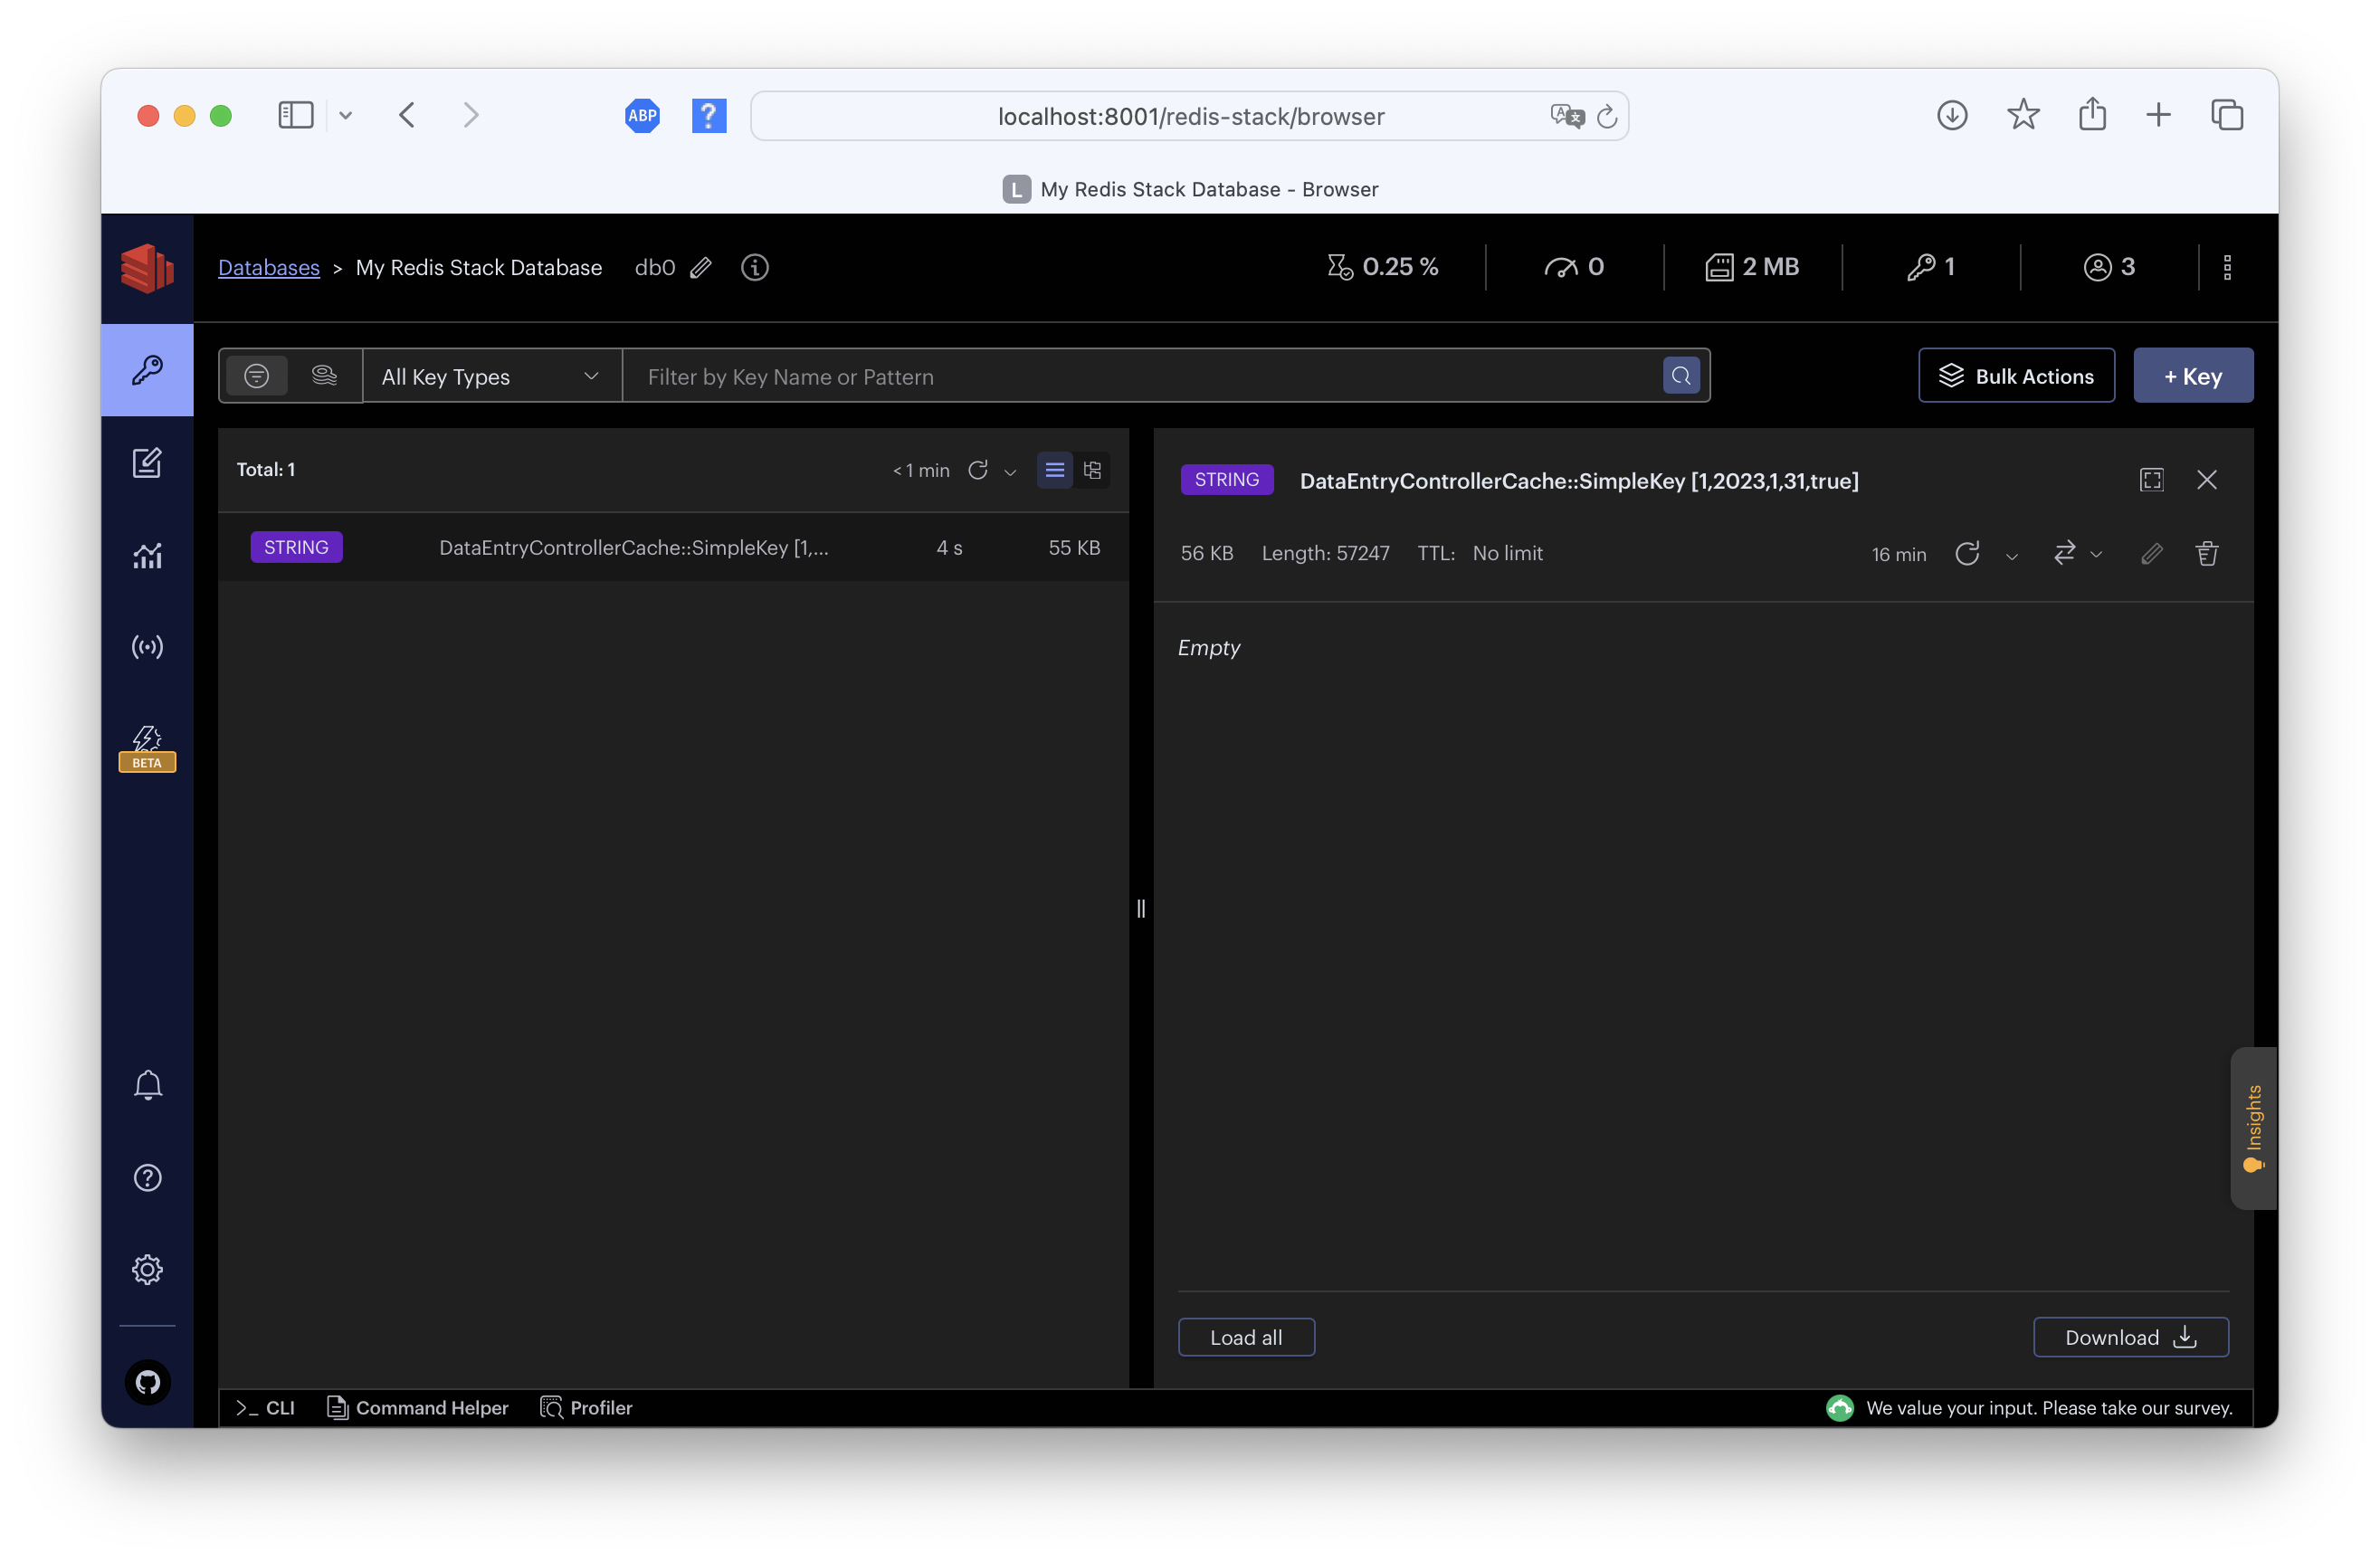 ABP
?
localhost:8001/redis-stack/browser
L My Redis Stack Database - Browser
Databases > My Redis Stack Database db0
0.25 %
0
2 MB
1
3
All Key Types
Filter by Key Name or Pattern
Bulk Actions
+ Key
Total: 1
< 1 min
STRING DataEntryControllerCache::SimpleKey [1,... 4 s 55 KB
STRING DataEntryControllerCache::SimpleKey [1,2023,1,31,true]
56 KB Length: 57247 TTL: No limit 16 min
Empty
BETA
Insights
Load all
Download
>_ CLI Command Helper Profiler
We value your input. Please take our survey.